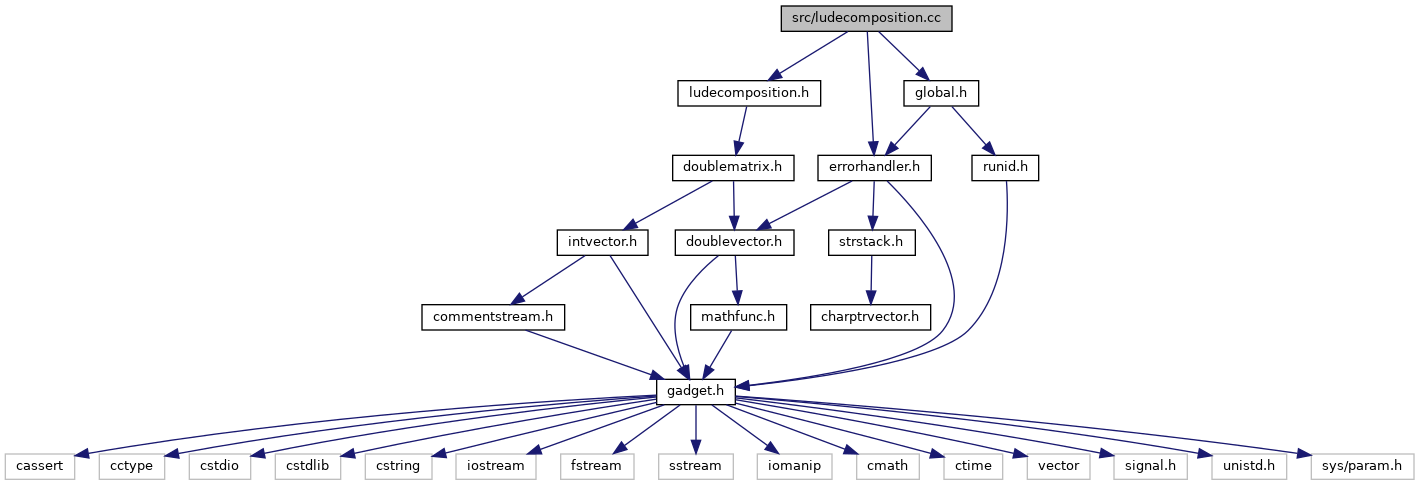 src/ludecomposition.cc
ludecomposition.h
global.h
doublematrix.h
errorhandler.h
runid.h
intvector.h
doublevector.h
strstack.h
commentstream.h
mathfunc.h
charptrvector.h
gadget.h
cassert
cctype
cstdio
cstdlib
cstring
iostream
fstream
sstream
iomanip
cmath
ctime
vector
signal.h
unistd.h
sys/param.h